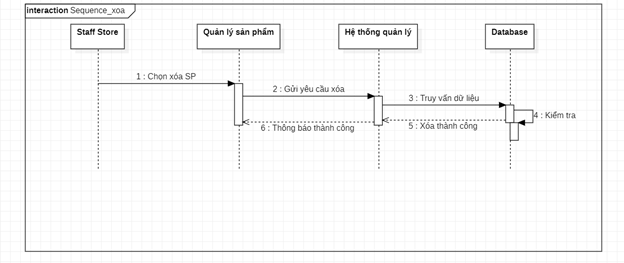 interaction Sequence_xoa
Staff Store
Quản lý sản phẩm
Hệ thống quản lý
Database
1 : Chọn xóa SP
2 : Gửi yêu cầu xóa
3 : Truy vấn dữ liệu
4 : Kiểm tra
5 : Xóa thành công
6 : Thông báo thành công